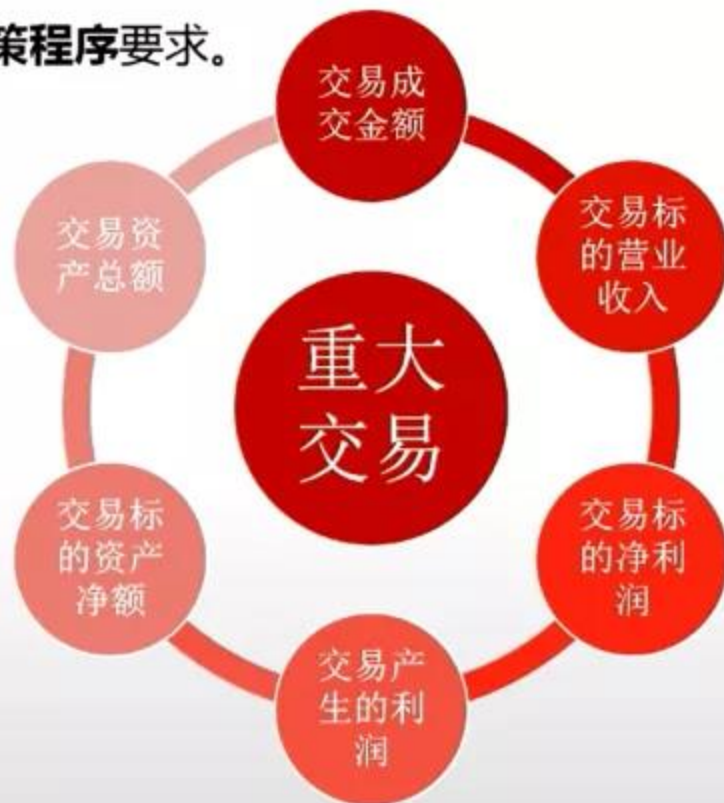 策程序要求。
交易成
交金额
交易标
的营业
收入
交易标
的净利
润
交易产
生的利
润
交易标
的资产
净额
交易资
产总额
重大
交易